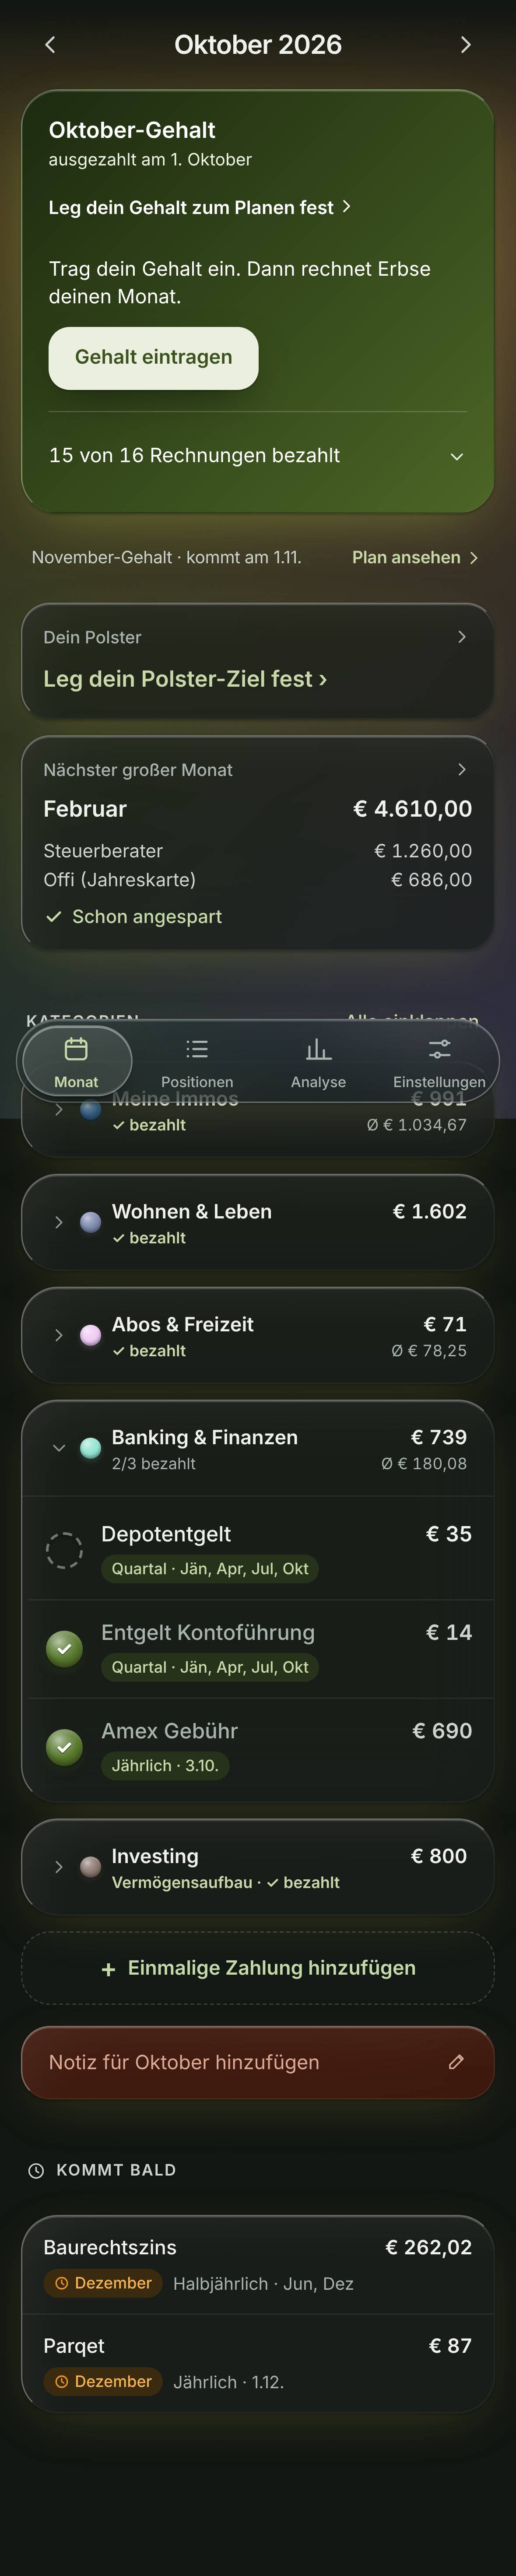 Oktober 2026
Oktober-Gehalt
ausgezahlt am 1. Oktober
Leg dein Gehalt zum Planen fest
Trag dein Gehalt ein. Dann rechnet Erbse
deinen Monat.
Gehalt eintragen
15 von 16 Rechnungen bezahlt
November-Gehalt · kommt am 1.11. Plan ansehen
Dein Polster
Leg dein Polster-Ziel fest ›
Nächster großer Monat
Februar € 4.610,00
Steuerberater € 1.260,00
Offi (Jahreskarte) € 686,00
Schon angespart
KATEGORIEN Alle einklappen
Monat Positionen Analyse Einstellungen
Meine Immos € 991
✓ bezahlt Ø € 1.034,67
Wohnen & Leben € 1.602
✓ bezahlt
Abos & Freizeit € 71
✓ bezahlt Ø € 78,25
Banking & Finanzen € 739
2/3 bezahlt Ø € 180,08
Depotentgelt € 35
Quartal · Jän, Apr, Jul, Okt
Entgelt Kontoführung € 14
Quartal · Jän, Apr, Jul, Okt
Amex Gebühr € 690
Jährlich · 3.10.
Investing € 800
Vermögensaufbau · ✓ bezahlt
+ Einmalige Zahlung hinzufügen
Notiz für Oktober hinzufügen
KOMMT BALD
Baurechtszins € 262,02
Dezember Halbjährlich · Jun, Dez
Parqet € 87
Dezember Jährlich · 1.12.